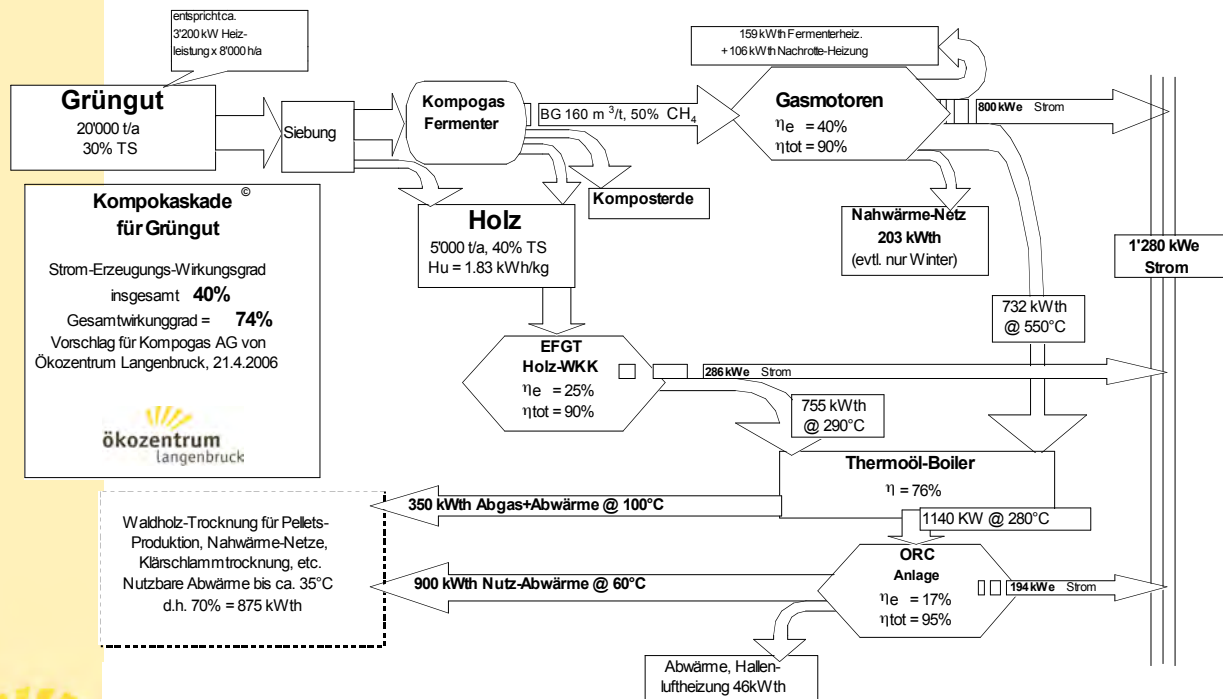 entspricht ca.
3'200 kW Heiz-
leistung x 8'000 h/a
Grüngut
20'000 t/a
30% TS
Siebung
Kompogas
Fermenter
BG 160 m³/t, 50% CH₄
159 kWth Fermenterheiz.
+ 106 kWth Nachrotte-Heizung
Gasmotoren
ηe = 40%
ηtot = 90%
800 kWe Strom
Komposterde
Holz
5'000 t/a, 40% TS
Hu = 1.83 kWh/kg
Nahwärme-Netz
203 kWth
(evtl. nur Winter)
1'280 kWe
Strom
732 kWth
@ 550°C
Kompokaskade ©
für Grüngut
Strom-Erzeugungs-Wirkungsgrad
insgesamt 40%
Gesamtwirkunggrad = 74%
Vorschlag für Kompogas AG von
Ökozentrum Langenbruck, 21.4.2006
ökozentrum
langenbruck
EFGT
Holz-WKK
ηe = 25%
ηtot = 90%
286 kWe Strom
755 kWth
@ 290°C
Thermoöl-Boiler
η = 76%
350 kWth Abgas+Abwärme @ 100°C
1140 KW @ 280°C
Waldholz-Trocknung für Pellets-
Produktion, Nahwärme-Netze,
Klärschlammtrocknung, etc.
Nutzbare Abwärme bis ca. 35°C
d.h. 70% = 875 kWth
900 kWth Nutz-Abwärme @ 60°C
ORC
Anlage
ηe = 17%
ηtot = 95%
194 kWe Strom
Abwärme, Hallen-
luftheizung 46kWth